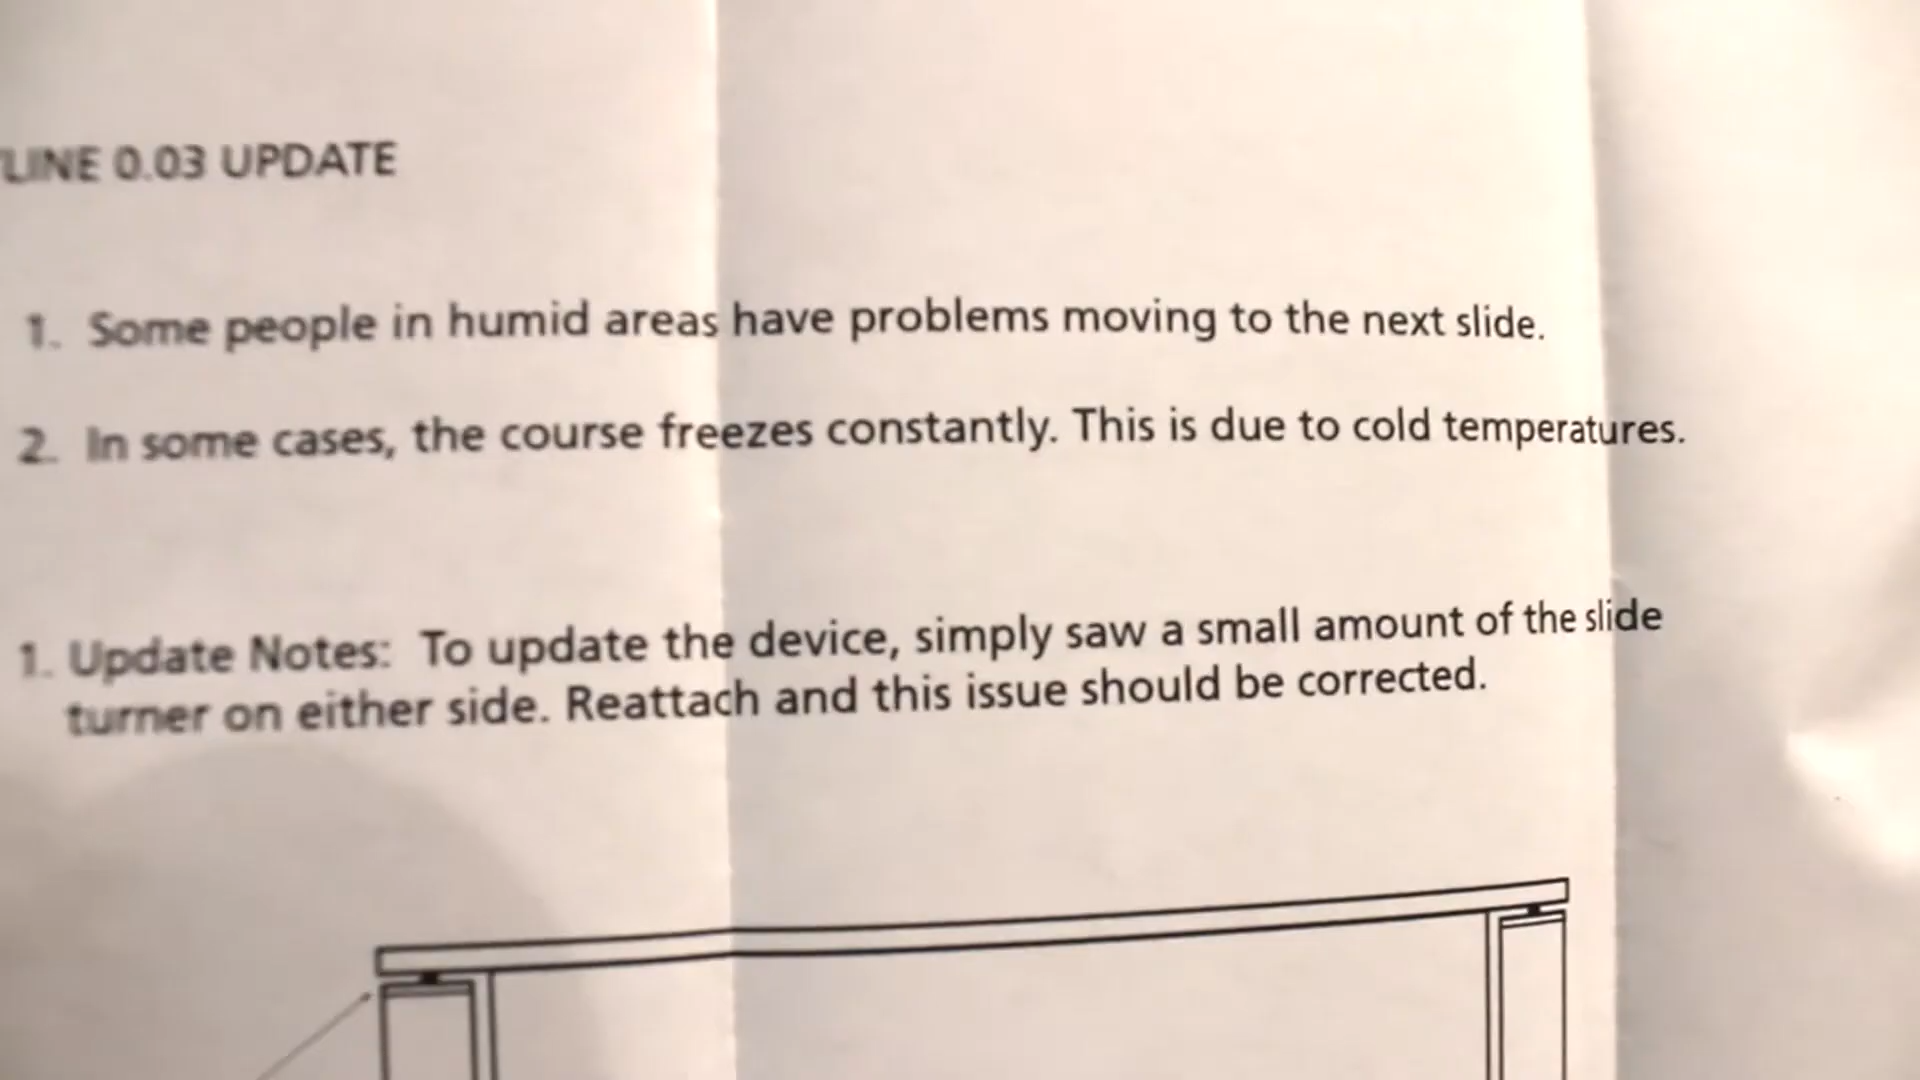 LINE 0.03 UPDATE
1. Some people in humid areas have problems moving to the next slide.
2. In some cases, the course freezes constantly. This is due to cold temperatures.
1. Update Notes: To update the device, simply saw a small amount of the slide
turner on either side. Reattach and this issue should be corrected.